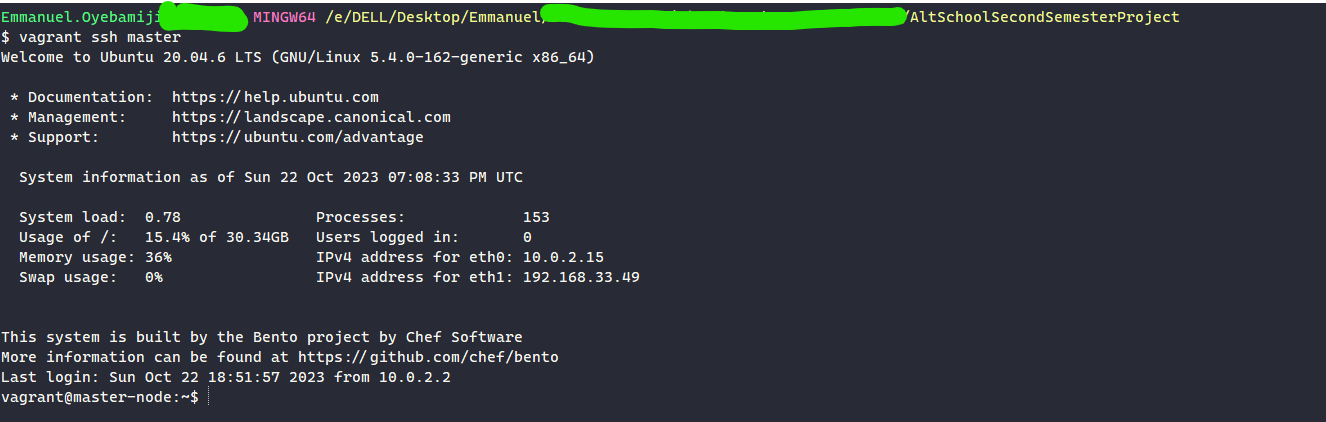 Emmanuel.Oyebamiji MINGW64 /e/DELL/Desktop/Emmanuel/ /AltSchoolSecondSemesterProject
$ vagrant ssh master
Welcome to Ubuntu 20.04.6 LTS (GNU/Linux 5.4.0-162-generic x86_64)
* Documentation: https://help.ubuntu.com
* Management: https://landscape.canonical.com
* Support: https://ubuntu.com/advantage
System information as of Sun 22 Oct 2023 07:08:33 PM UTC
System load: 0.78 Processes: 153
Usage of /: 15.4% of 30.34GB Users logged in: 0
Memory usage: 36% IPv4 address for eth0: 10.0.2.15
Swap usage: 0% IPv4 address for eth1: 192.168.33.49
This system is built by the Bento project by Chef Software
More information can be found at https://github.com/chef/bento
Last login: Sun Oct 22 18:51:57 2023 from 10.0.2.2
vagrant@master-node:~$